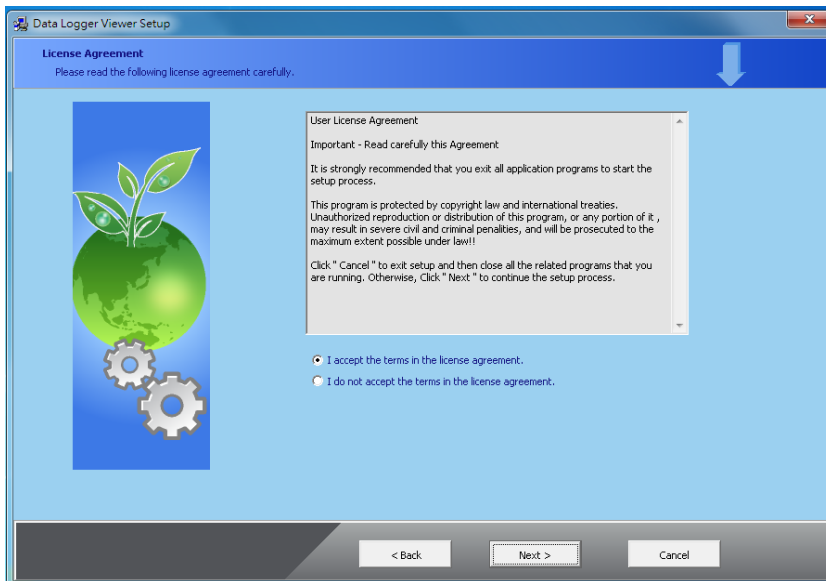 Data Logger Viewer Setup
License Agreement
Please read the following license agreement carefully.
User License Agreement
Important - Read carefully this Agreement
It is strongly recommended that you exit all application programs to start the
setup process.
This program is protected by copyright law and international treaties.
Unauthorized reproduction or distribution of this program, or any portion of it ,
may result in severe civil and criminal penalities, and will be prosecuted to the
maximum extent possible under law!!
Click " Cancel " to exit setup and then close all the related programs that you
are running. Otherwise, Click " Next " to continue the setup process.
I accept the terms in the license agreement.
I do not accept the terms in the license agreement.
< Back
Next >
Cancel